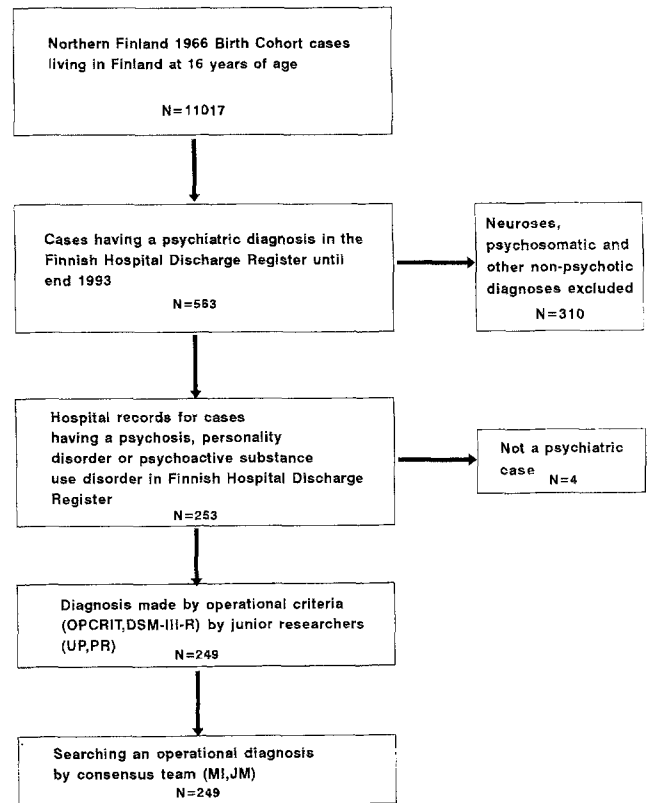 Northern Finland 1966 Birth Cohort cases
living in Finland at 16 years of age
N=11017
Cases having a psychiatric diagnosis in the
Finnish Hospital Discharge Register until
end 1993
N=563
Neuroses,
psychosomatic and
other non-psychotic
diagnoses excluded
N=310
Hospital records for cases
having a psychosis, personality
disorder or psychoactive substance
use disorder in Finnish Hospital Discharge
Register
N=253
Not a psychiatric
case
N=4
Diagnosis made by operational criteria
(OPCRIT,DSM-III-R) by junior researchers
(UP,PR)
N=249
Searching an operational diagnosis
by consensus team (MI,JM)
N=249